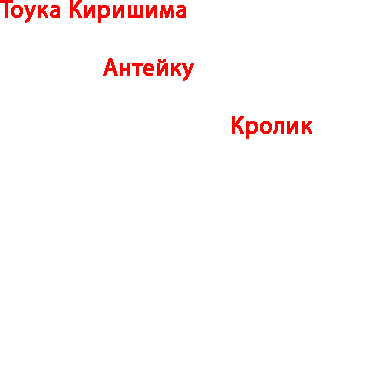 Тоука Киришима
Антейку
Кролик